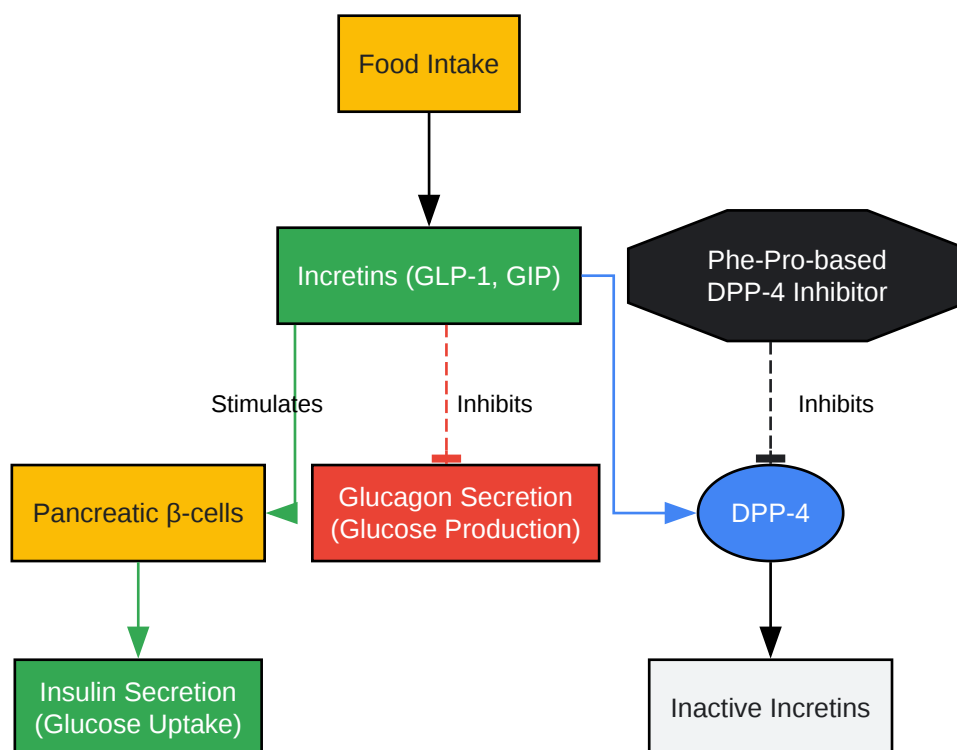 Food Intake
Incretins (GLP-1, GIP)
Phe-Pro-based
DPP-4 Inhibitor
Stimulates
Inhibits
Inhibits
Pancreatic β-cells
Glucagon Secretion
(Glucose Production)
DPP-4
Insulin Secretion
(Glucose Uptake)
Inactive Incretins